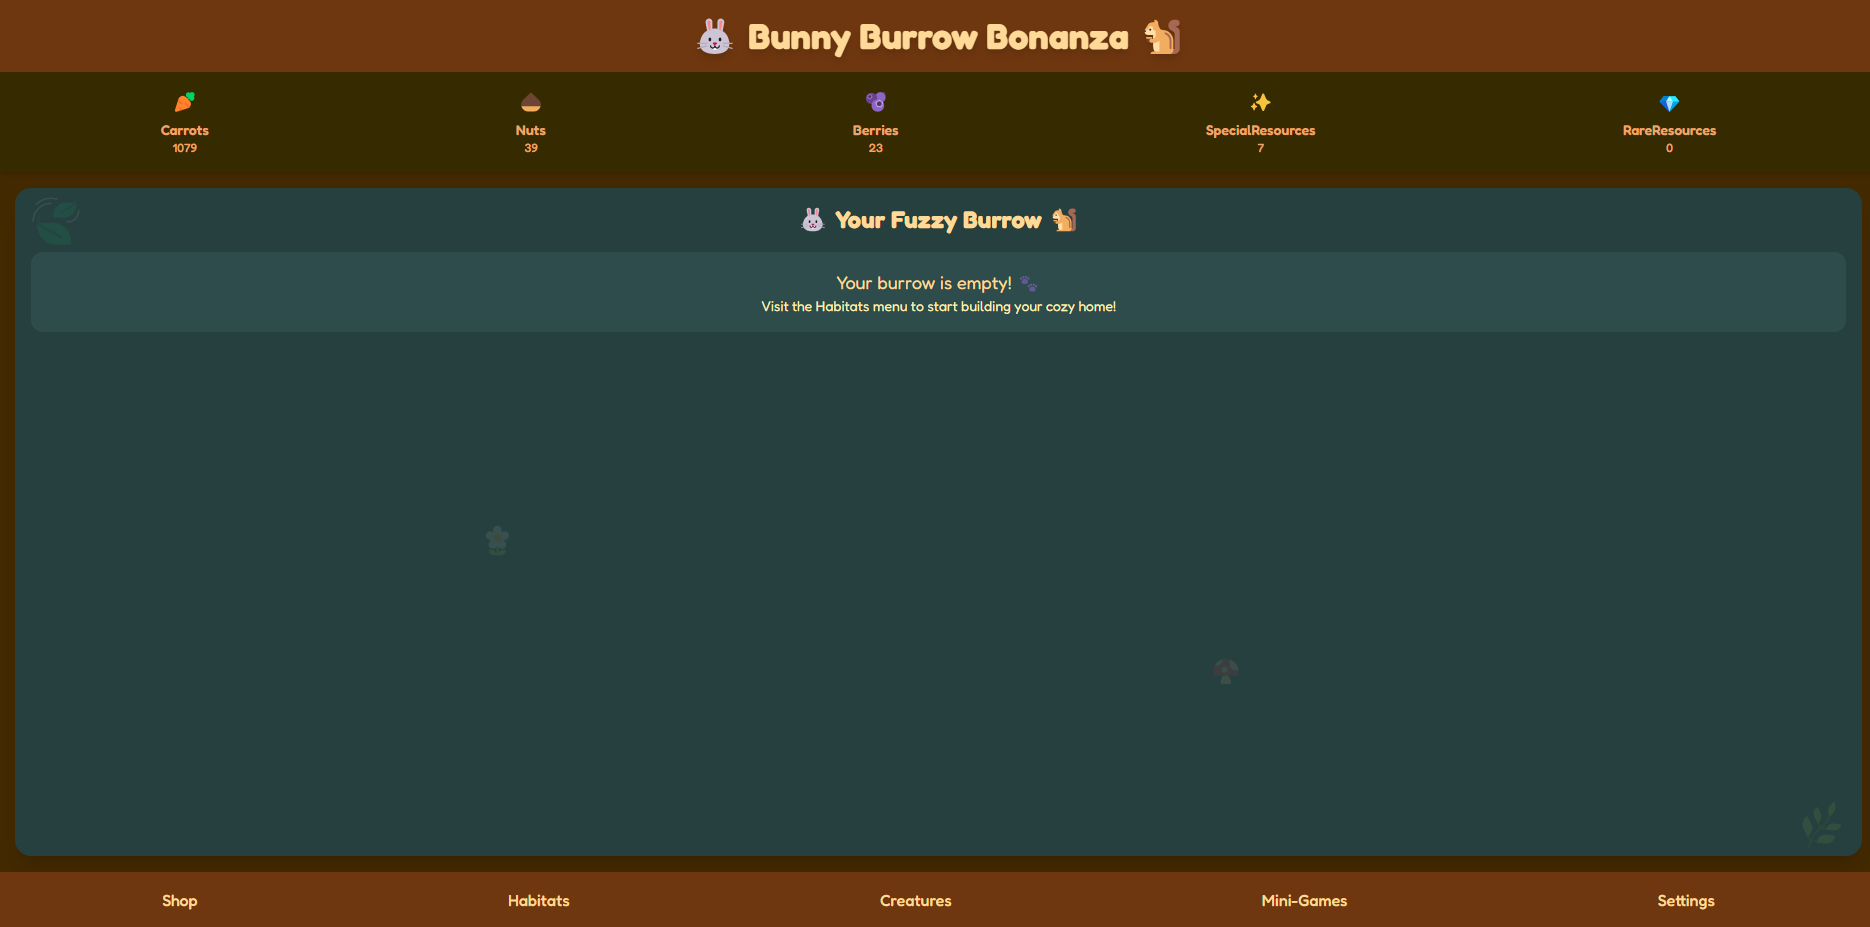 Bunny Burrow Bonanza
Carrots
1079
Nuts
39
Berries
23
SpecialResources
7
RareResources
0
Your Fuzzy Burrow
Your burrow is empty!
Visit the Habitats menu to start building your cozy home!
Shop
Habitats
Creatures
Mini-Games
Settings